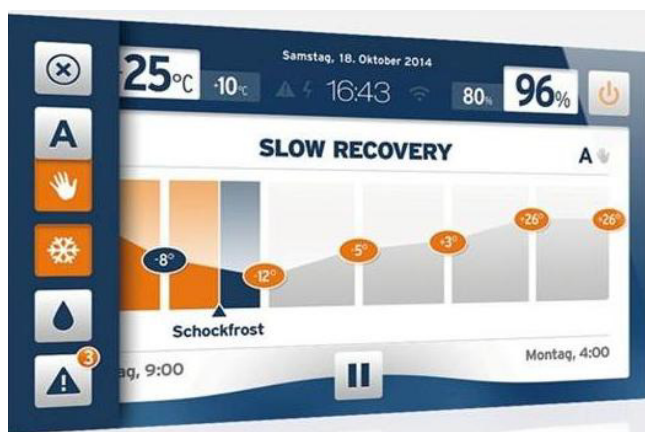 Samstag, 18. Oktober 2014
-25°C -10°C 16:43 80% 96%
SLOW RECOVERY
A
A
-8° -12° -5° +3° +26° +26°
Schockfrost
3
ag, 9:00
Montag, 4:00